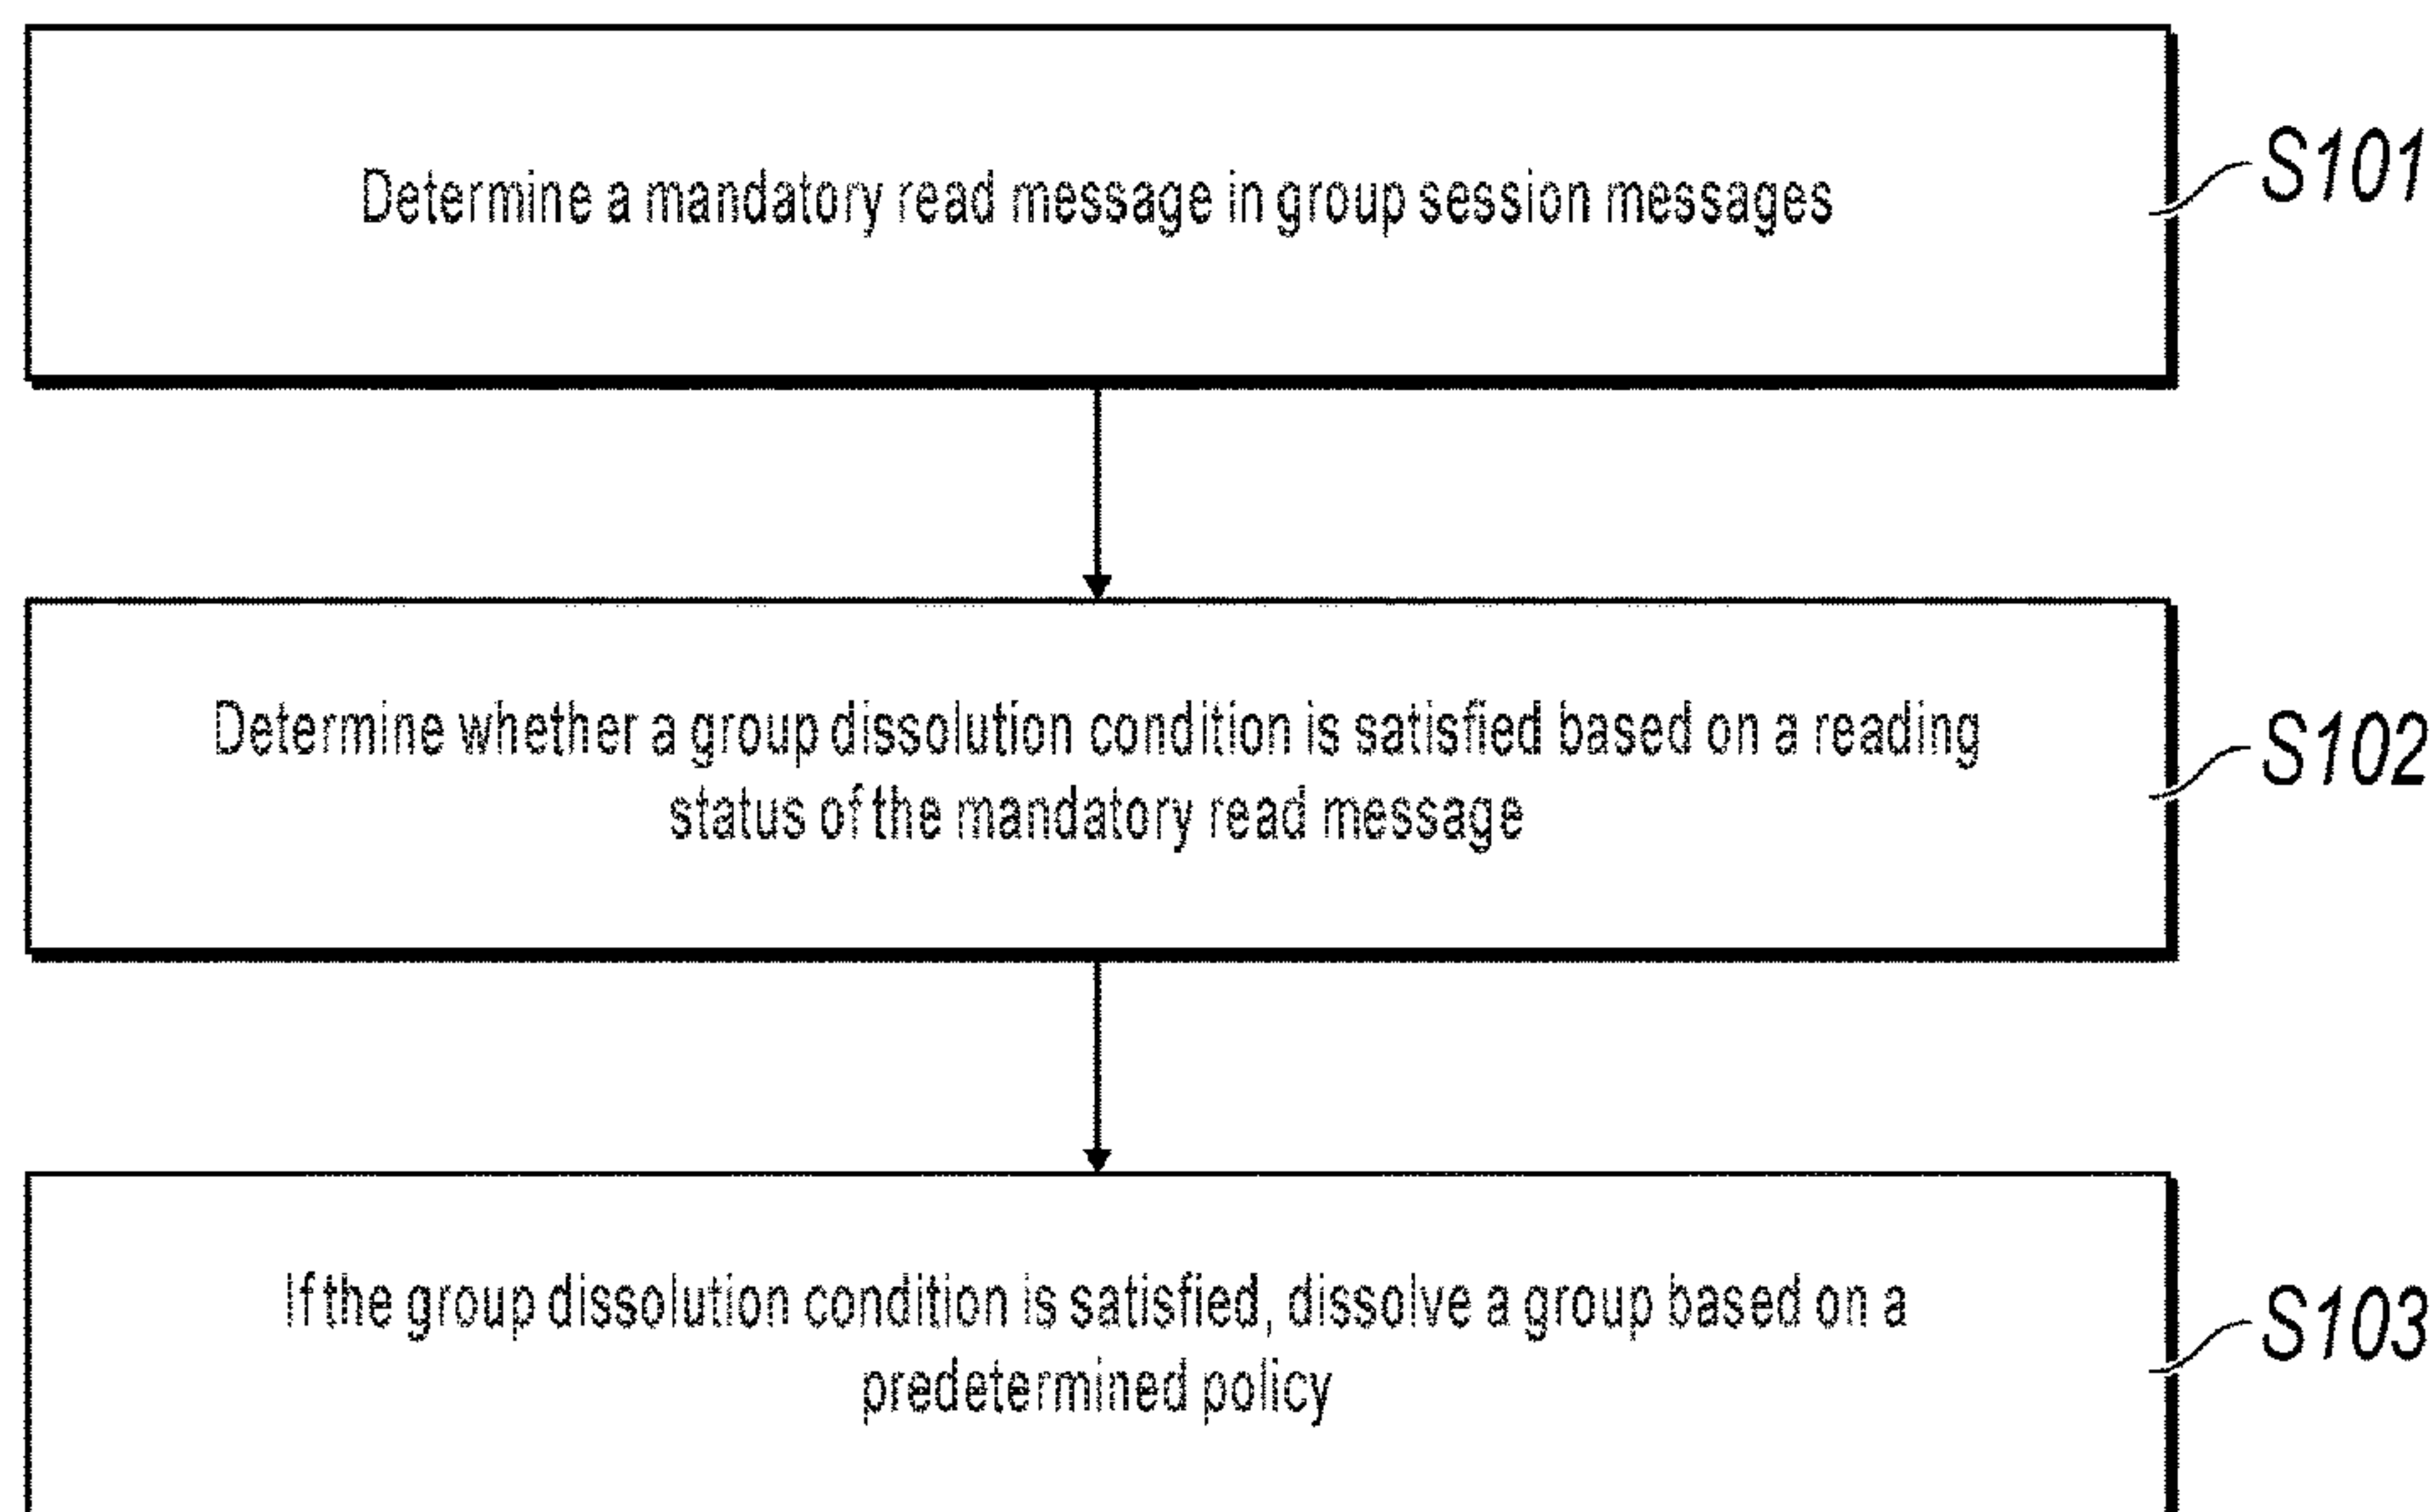 Determine a mandatory read message in group session messages
S101
Determine whether a group dissolution condition is satisfied based on a reading
status of the mandatory read message
S102
If the group dissolution condition is satisfied, dissolve a group based on a
predetermined policy
S103